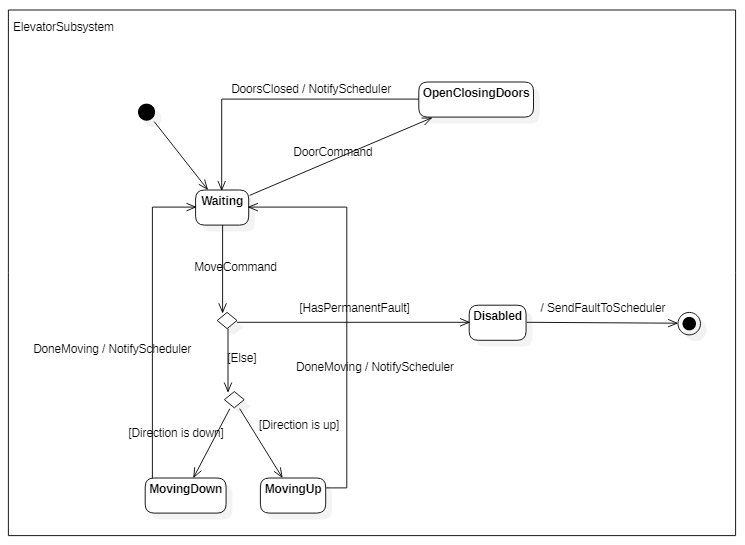 ElevatorSubsystem
DoorsClosed / NotifyScheduler
OpenClosingDoors
DoorCommand
Waiting
MoveCommand
[HasPermanentFault]
Disabled
/ SendFaultToScheduler
DoneMoving / NotifyScheduler
[Else]
DoneMoving / NotifyScheduler
[Direction is down]
[Direction is up]
MovingDown
MovingUp